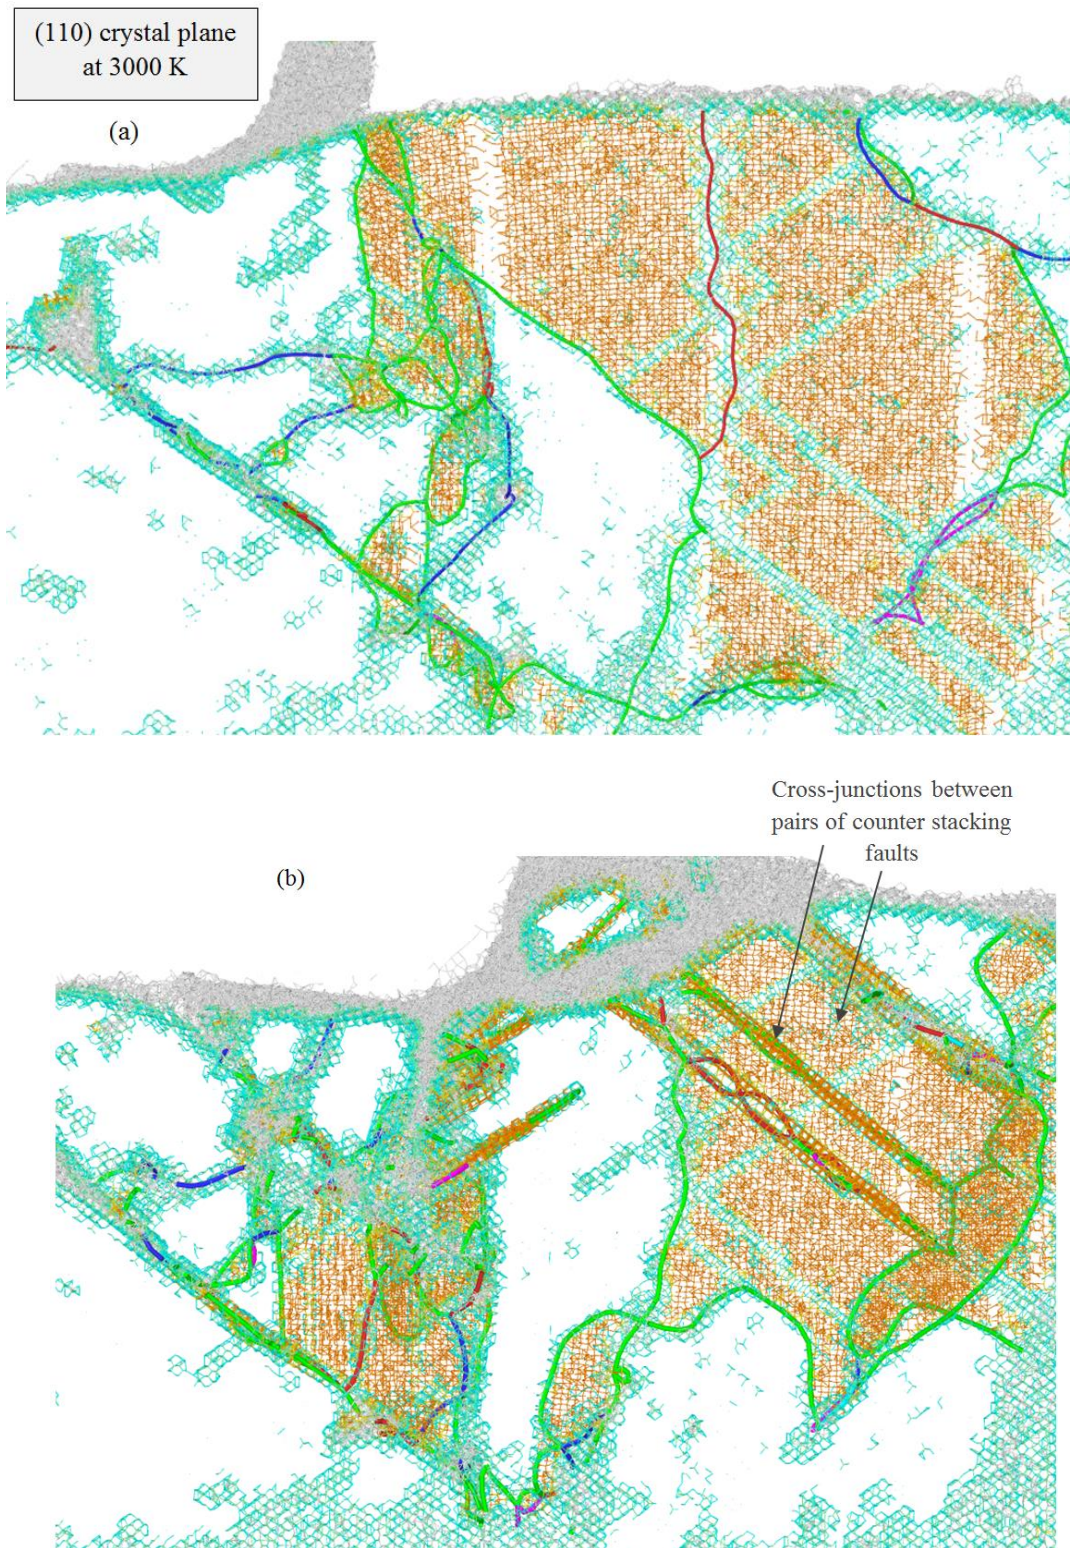 (110) crystal plane
at 3000 K
(a)
Cross-junctions between
pairs of counter stacking
faults
(b)